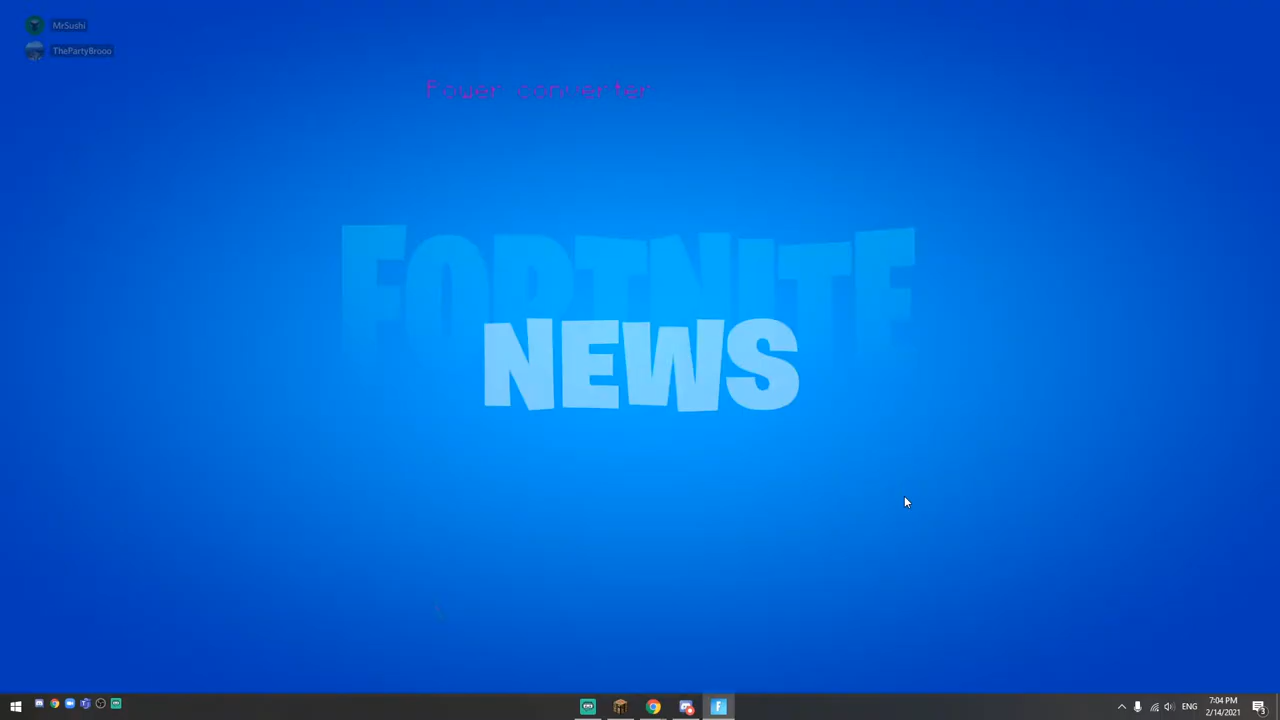 MrSushi
ThePartyBrooo
Power converter
FORTNITE
NEWS
7:04 PM
ENG
2/14/2021